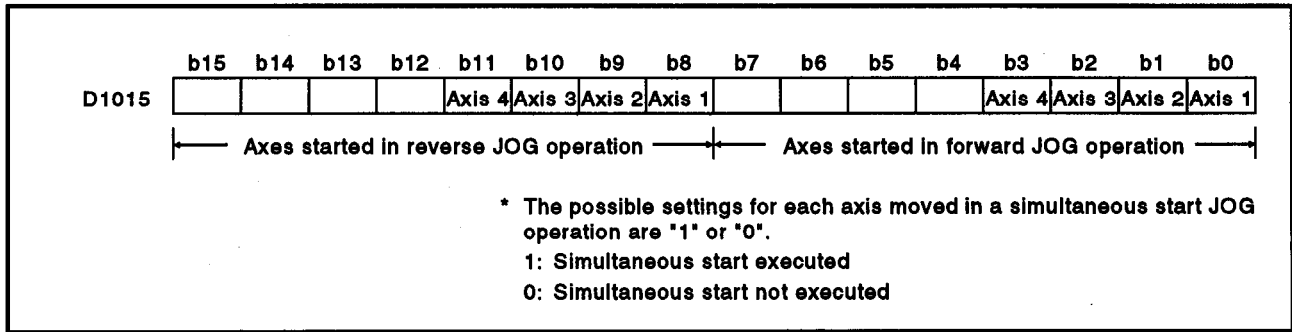 b15 b14 b13 b12 b11 b10 b9 b8 b7 b6 b5 b4 b3 b2 b1 b0
D1015 Axis 4 Axis 3 Axis 2 Axis 1 Axis 4 Axis 3 Axis 2 Axis 1
Axes started in reverse JOG operation Axes started in forward JOG operation
* The possible settings for each axis moved in a simultaneous start JOG
operation are "1" or "0".
1: Simultaneous start executed
0: Simultaneous start not executed